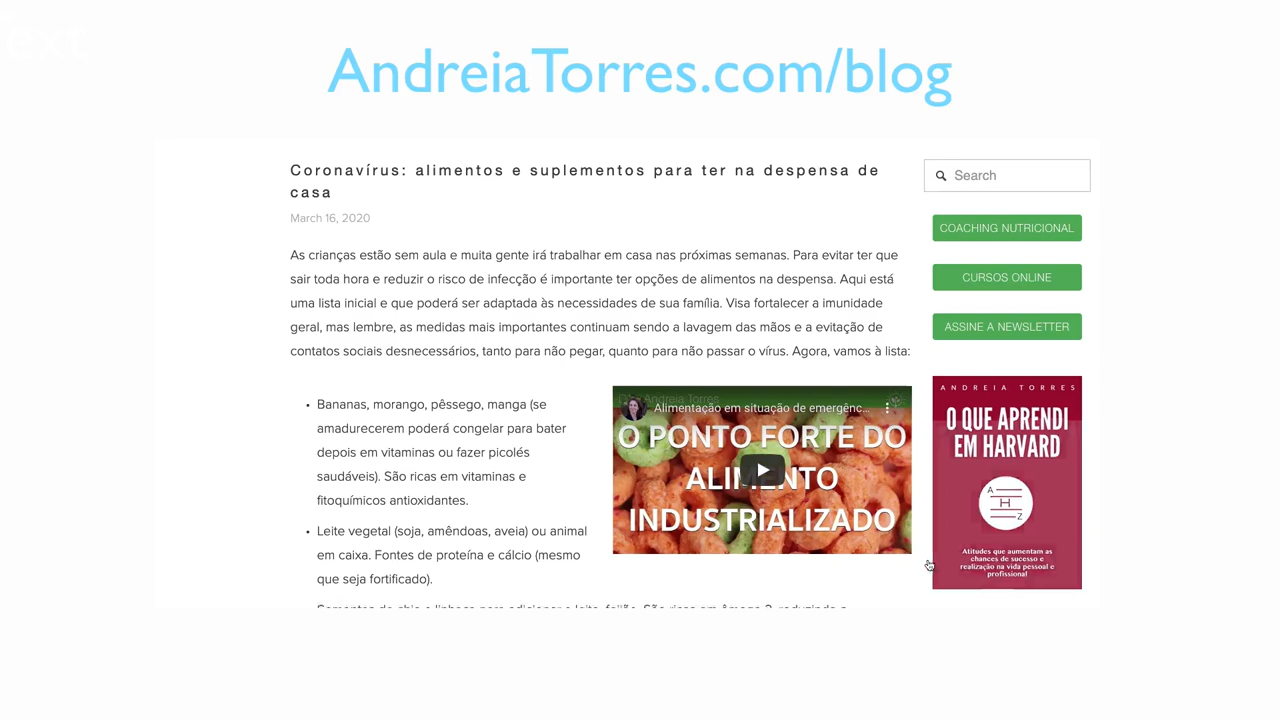 AndreiaTorres.com/blog
Coronavírus: alimentos e suplementos para ter na despensa de
casa
March 16, 2020
As crianças estão sem aula e muita gente irá trabalhar em casa nas próximas semanas. Para evitar ter que
sair toda hora e reduzir o risco de infecção é importante ter opções de alimentos na despensa. Aqui está
uma lista inicial e que poderá ser adaptada às necessidades de sua família. Visa fortalecer a imunidade
geral, mas lembre, as medidas mais importantes continuam sendo a lavagem das mãos e a evitação de
contatos sociais desnecessários, tanto para não pegar, quanto para não passar o vírus. Agora, vamos à lista:
• Bananas, morango, pêssego, manga (se
amadurecerem poderá congelar para bater
depois em vitaminas ou fazer picolés
saudáveis). São ricas em vitaminas e
fitoquímicos antioxidantes.
• Leite vegetal (soja, amêndoas, aveia) ou animal
em caixa. Fontes de proteína e cálcio (mesmo
que seja fortificado).
Andreia Torres
Alimentação em situação de emergênc...
O PONTO FORTE DO
ALIMENTO
INDUSTRIALIZADO
Search
COACHING NUTRICIONAL
CURSOS ONLINE
ASSINE A NEWSLETTER
ANDREIA TORRES
O QUE APRENDI
EM HARVARD
A
H
Z
Atitudes que aumentam as
chances de sucesso e
realização na vida pessoal e
profissional